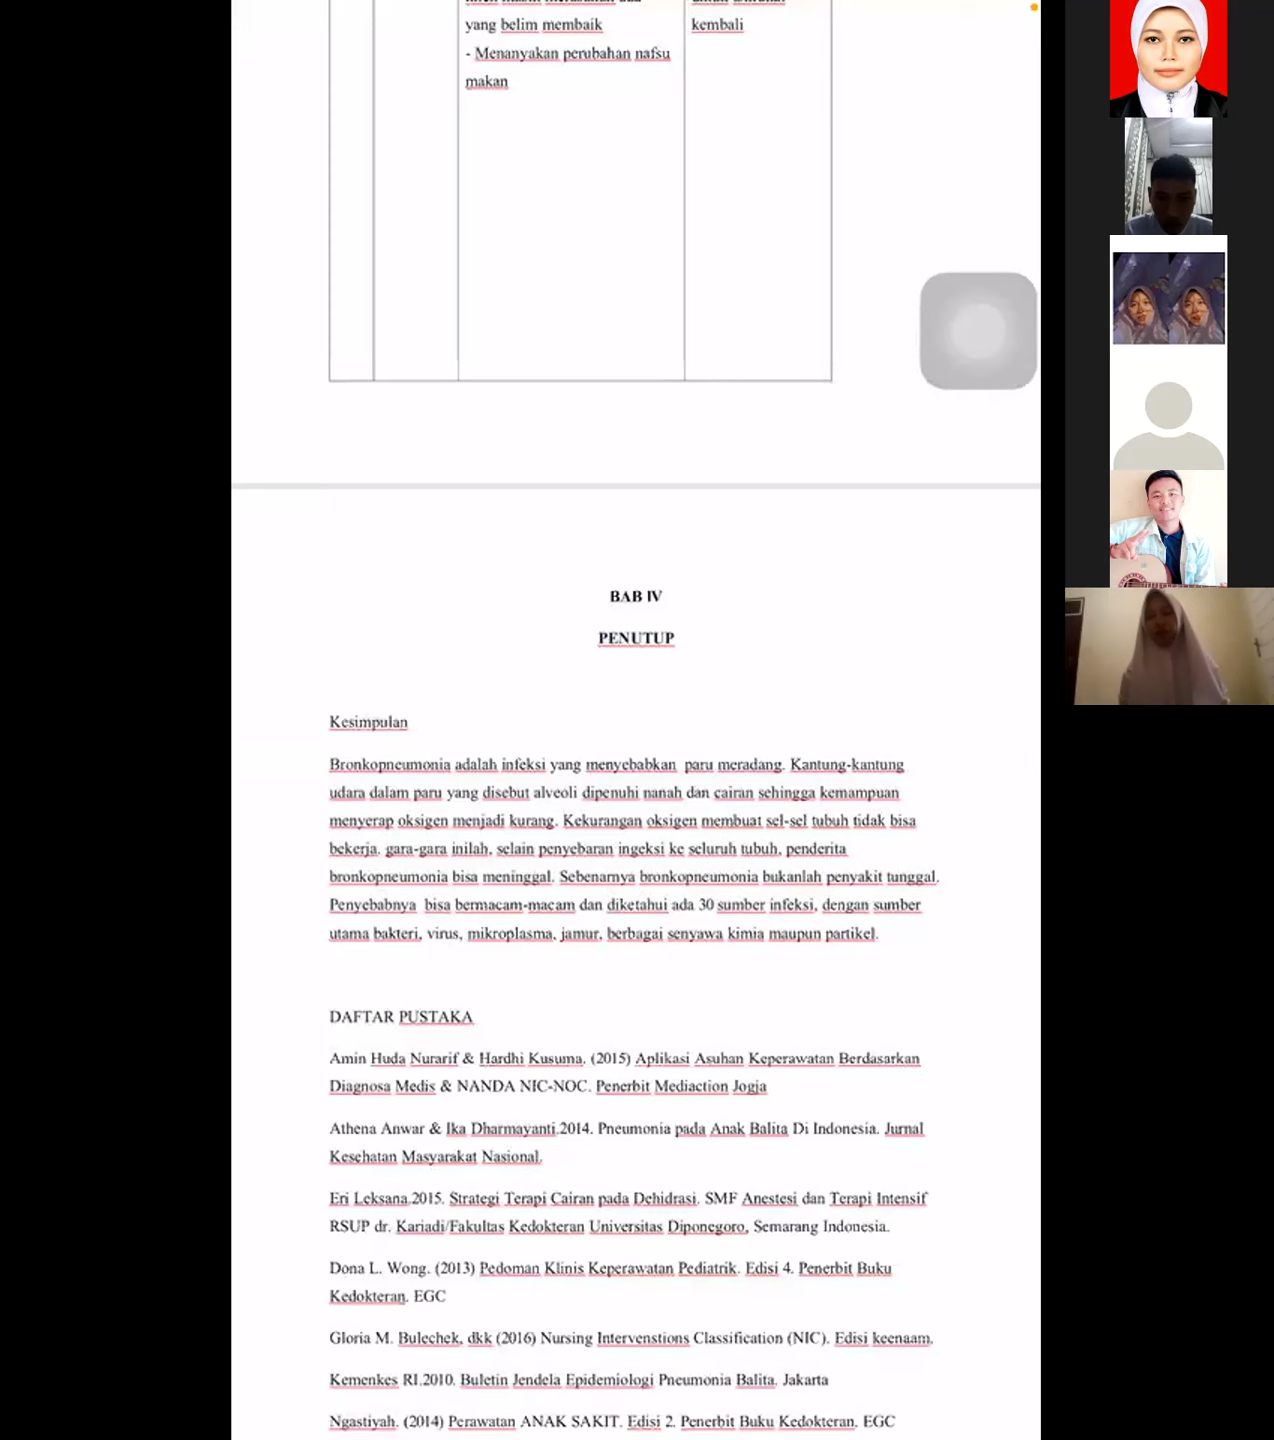 yang belim membaik
- Menanyakan perubahan nafsu
makan
kembali
BAB IV
PENUTUP
Kesimpulan
Bronkopneumonia adalah infeksi yang menyebabkan paru meradang. Kantung-kantung
udara dalam paru yang disebut alveoli dipenuhi nanah dan cairan sehingga kemampuan
menyerap oksigen menjadi kurang. Kekurangan oksigen membuat sel-sel tubuh tidak bisa
bekerja. gara-gara inilah, selain penyebaran ingeksi ke seluruh tubuh, penderita
bronkopneumonia bisa meninggal. Sebenarnya bronkopneumonia bukanlah penyakit tunggal.
Penyebabnya bisa bermacam-macam dan diketahui ada 30 sumber infeksi, dengan sumber
utama bakteri, virus, mikroplasma, jamur, berbagai senyawa kimia maupun partikel.
DAFTAR PUSTAKA
Amin Huda Nurarif & Hardhi Kusuma. (2015) Aplikasi Asuhan Keperawatan Berdasarkan
Diagnosa Medis & NANDA NIC-NOC. Penerbit Mediaction Jogja
Athena Anwar & Ika Dharmayanti.2014. Pneumonia pada Anak Balita Di Indonesia. Jurnal
Kesehatan Masyarakat Nasional.
Eri Leksana.2015. Strategi Terapi Cairan pada Dehidrasi. SMF Anestesi dan Terapi Intensif
RSUP dr. Kariadi/Fakultas Kedokteran Universitas Diponegoro, Semarang Indonesia.
Dona L. Wong. (2013) Pedoman Klinis Keperawatan Pediatrik. Edisi 4. Penerbit Buku
Kedokteran. EGC
Gloria M. Bulechek, dkk (2016) Nursing Intervenstions Classification (NIC). Edisi keenaam.
Kemenkes RI.2010. Buletin Jendela Epidemiologi Pneumonia Balita. Jakarta
Ngastiyah. (2014) Perawatan ANAK SAKIT. Edisi 2. Penerbit Buku Kedokteran. EGC